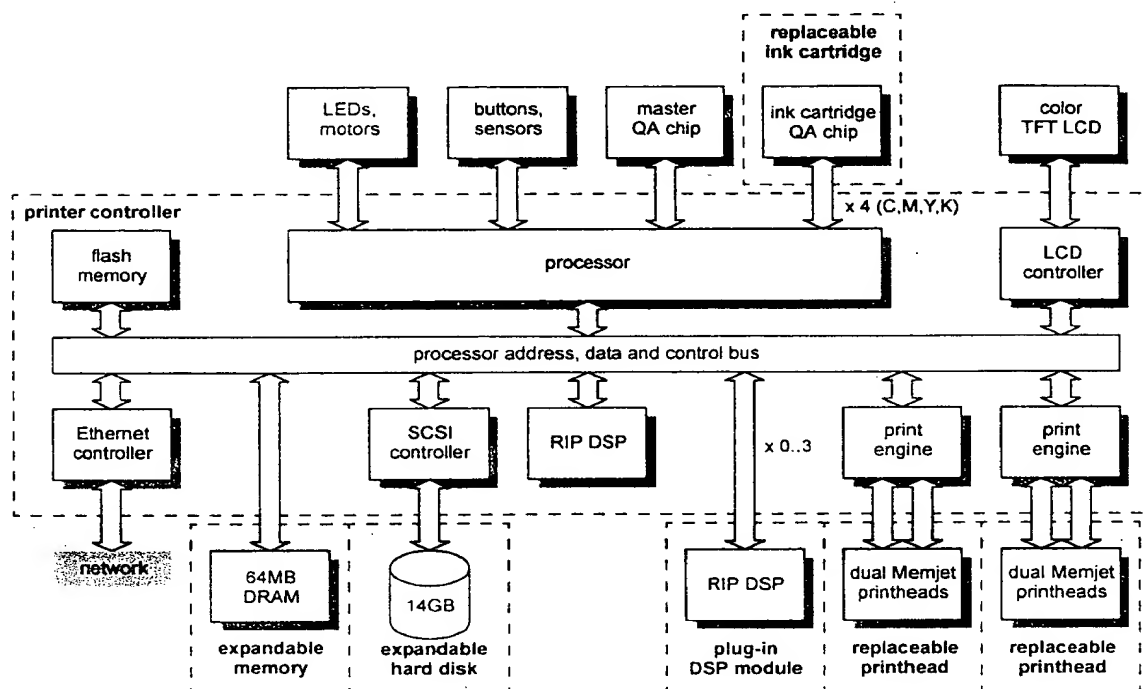 replaceable
ink cartridge
LEDs,
motors
buttons,
sensors
master
QA chip
ink cartridge
QA chip
color
TFT LCD
x 4 (C,M,Y,K)
printer controller
flash
memory
processor
LCD
controller
processor address, data and control bus
Ethernet
controller
SCSI
controller
RIP DSP
x 0..3
print
engine
print
engine
network
64MB
DRAM
14GB
RIP DSP
dual Memjet
printheads
dual Memjet
printheads
expandable
memory
expandable
hard disk
plug-in
DSP module
replaceable
printhead
replaceable
printhead